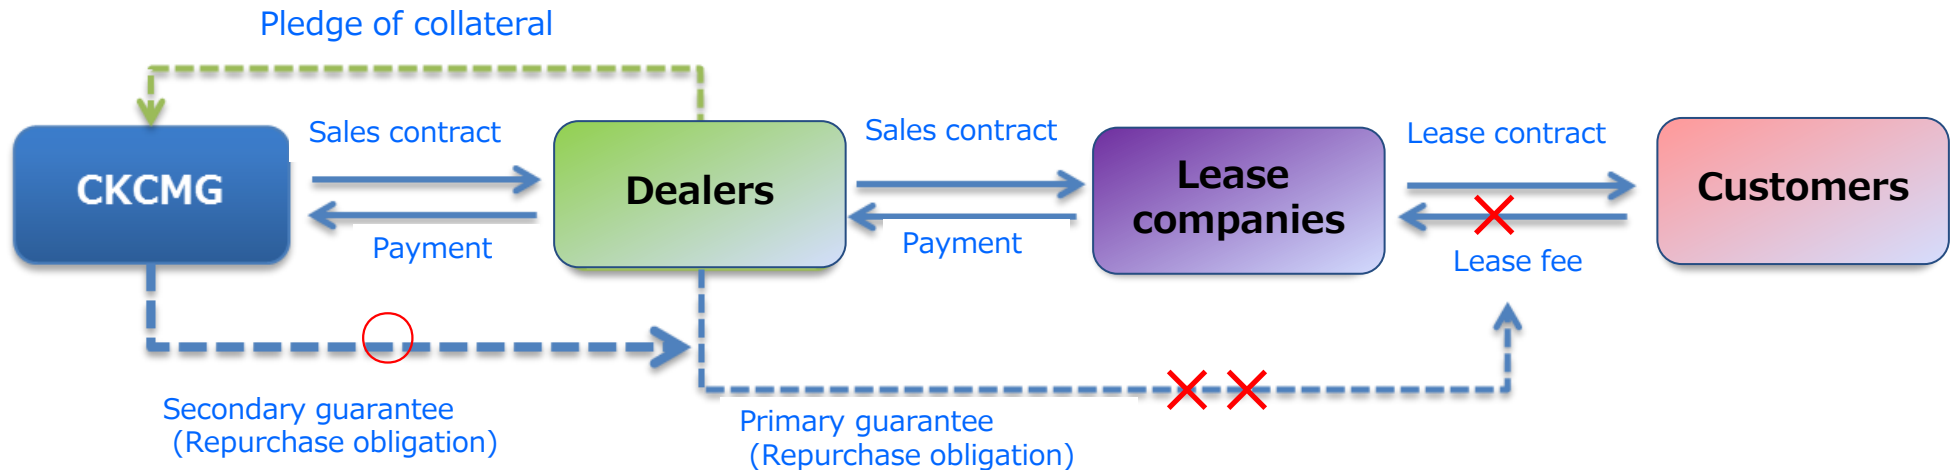 Pledge of collateral
CKCMG
Sales contract
Payment
Dealers
Sales contract
Payment
Lease
companies
Lease contract
Lease fee
Customers
Secondary guarantee
(Repurchase obligation)
Primary guarantee
(Repurchase obligation)